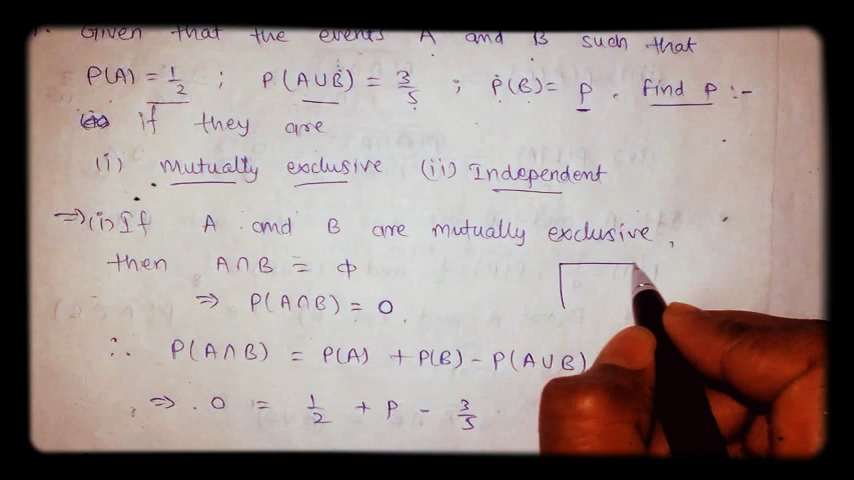 Given that the events A and B such that
P(A) = 1/2 ; P(A∪B) = 3/5 ; P(B) = p . Find p :-
if they are
(i) mutually exclusive (ii) Independent
⇒ (i) If A and B are mutually exclusive,
then A∩B = ϕ
⇒ P(A∩B) = 0
∴ P(A∩B) = P(A) + P(B) - P(A∪B)
⇒ 0 = 1/2 + p - 3/5